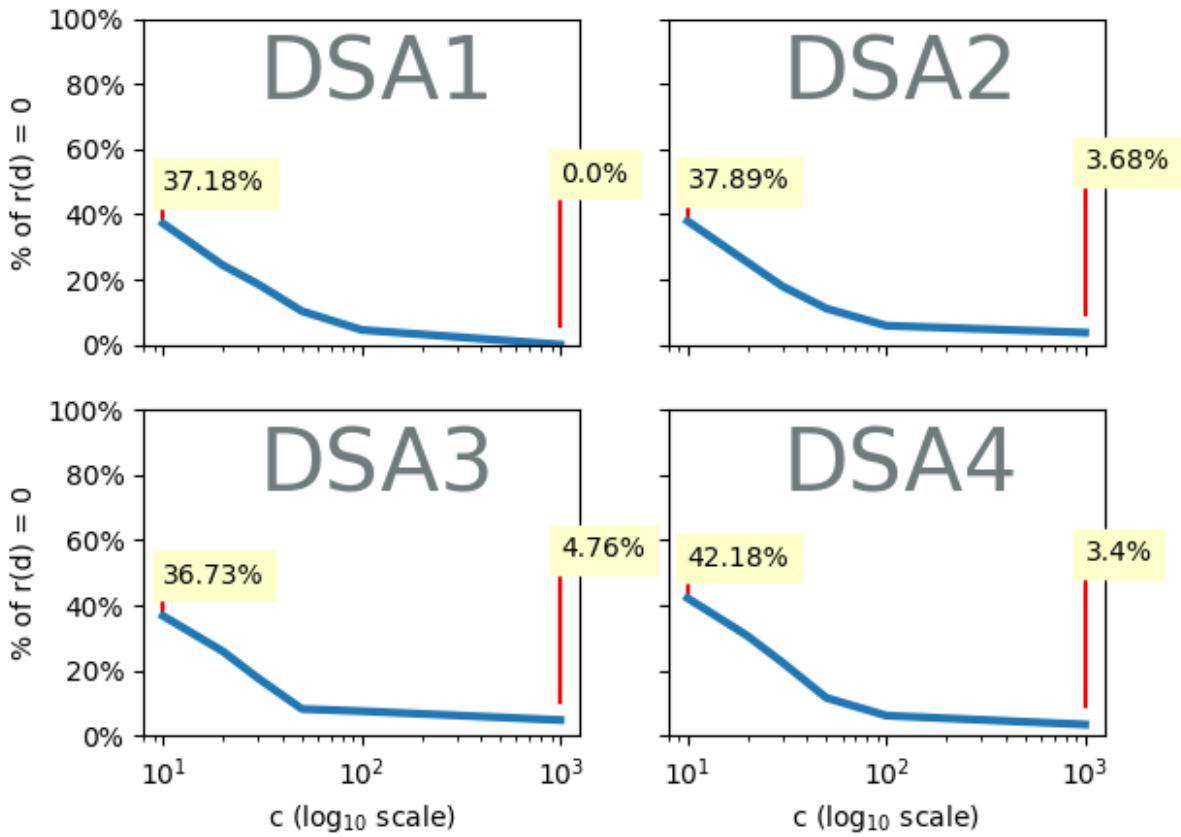 100%
80%
60%
40%
20%
0%
% of r(d) = 0
DSA1
37.18%
0.0%
DSA2
37.89%
3.68%
100%
80%
60%
40%
20%
0%
% of r(d) = 0
DSA3
36.73%
4.76%
10¹ 10² 10³
c (log₁₀ scale)
DSA4
42.18%
3.4%
10¹ 10² 10³
c (log₁₀ scale)